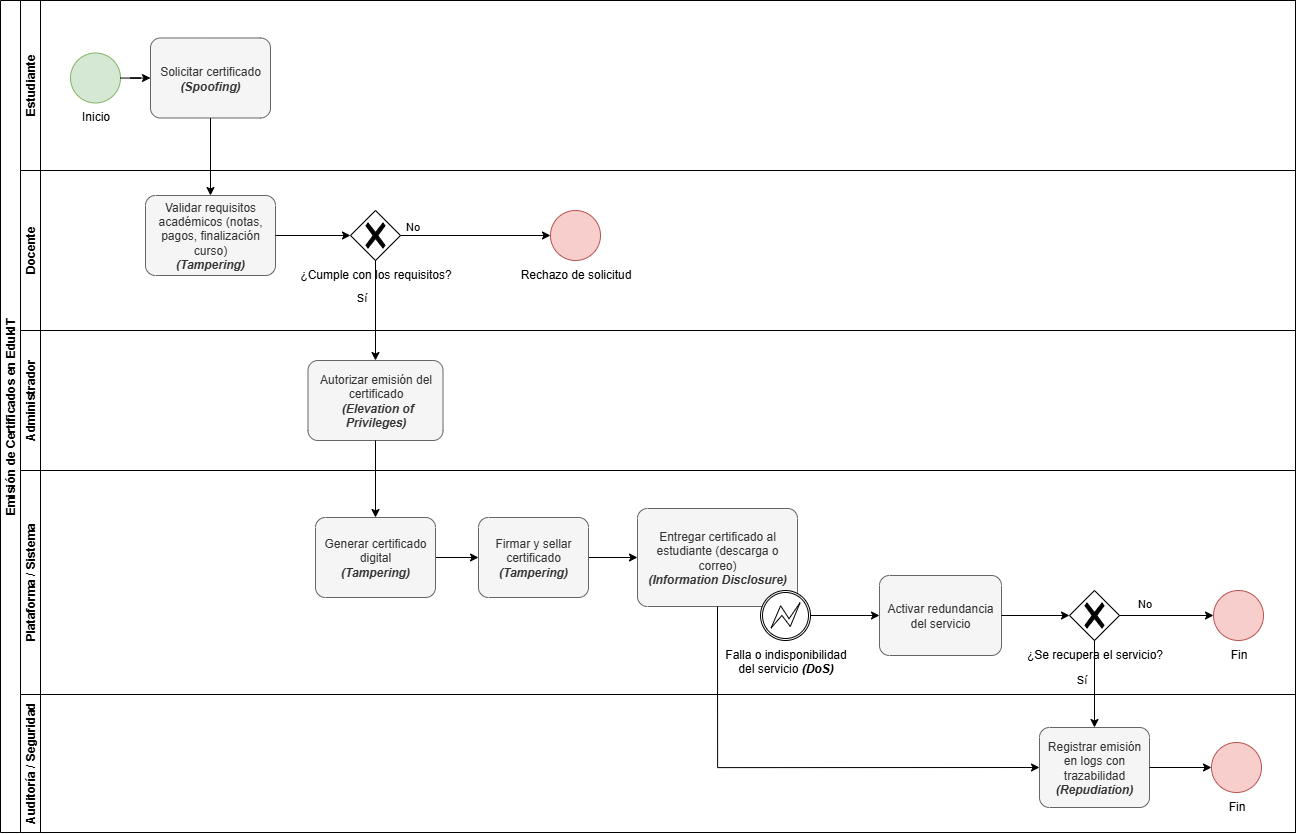 Emisión de Certificados en EdukIT
Estudiante
Inicio
Solicitar certificado
(Spoofing)
Docente
Validar requisitos
académicos (notas,
pagos, finalización
curso)
(Tampering)
¿Cumple con los requisitos?
No
Sí
Rechazo de solicitud
Administrador
Autorizar emisión del
certificado
(Elevation of
Privileges)
Plataforma / Sistema
Generar certificado
digital
(Tampering)
Firmar y sellar
certificado
(Tampering)
Entregar certificado al
estudiante (descarga o
correo)
(Information Disclosure)
Falla o indisponibilidad
del servicio (DoS)
Activar redundancia
del servicio
¿Se recupera el servicio?
No
Sí
Fin
Auditoría / Seguridad
Registrar emisión
en logs con
trazabilidad
(Repudiation)
Fin